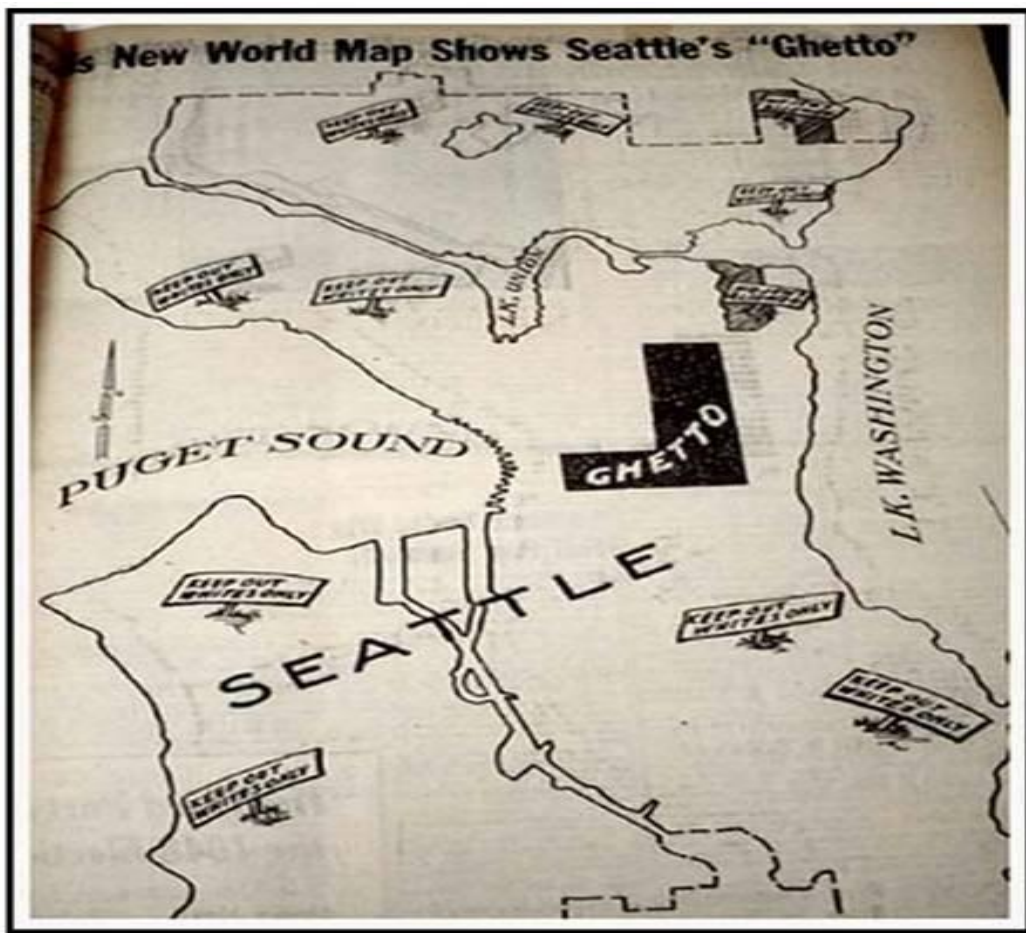 s New World Map Shows Seattle's "Ghetto"
KEEP OUT
KEEP OUT
WHITES ONLY
KEEP OUT
WHITES ONLY
KEEP OUT
WHITES ONLY
LK. UNION
GHETTO
PUGET SOUND
LK. WASHINGTON
KEEP OUT
WHITES ONLY
SEATTLE
KEEP OUT
WHITES ONLY
KEEP OUT
WHITES ONLY
KEEP OUT
WHITES ONLY